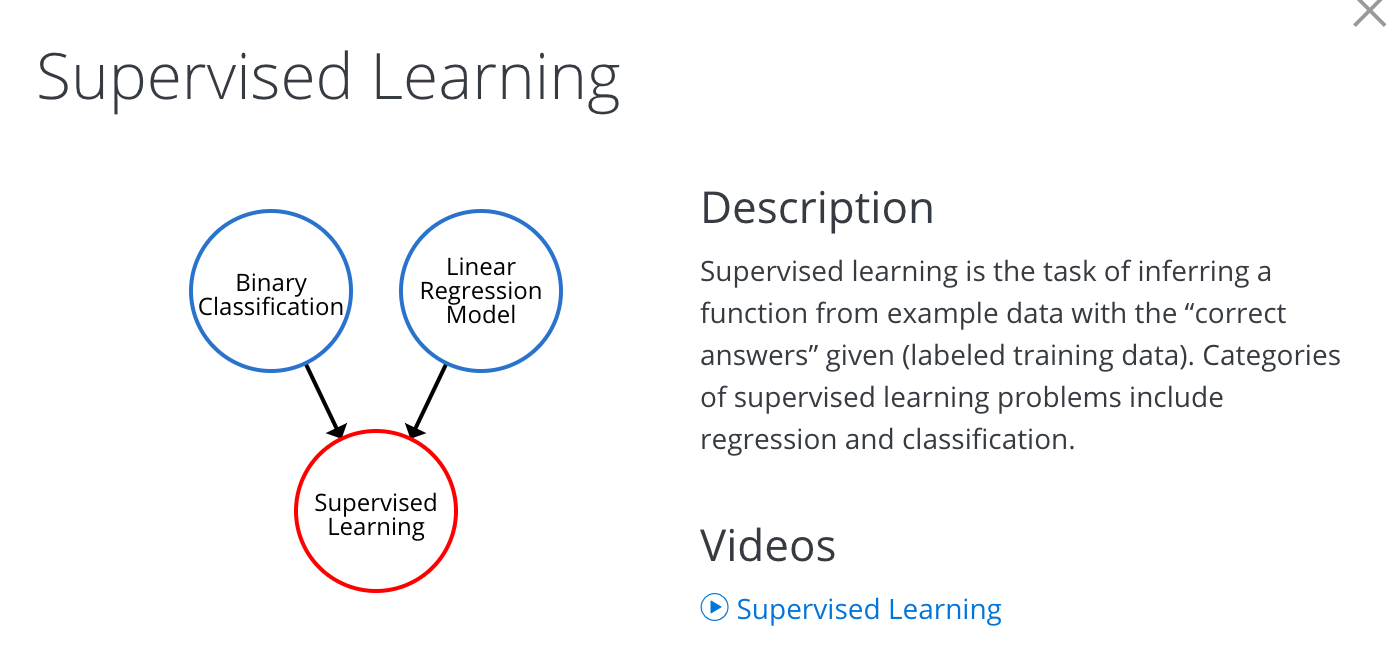 Supervised Learning
Binary
Classification
Linear
Regression
Model
Supervised
Learning
Description
Supervised learning is the task of inferring a
function from example data with the “correct
answers” given (labeled training data). Categories
of supervised learning problems include
regression and classification.
Videos
Supervised Learning